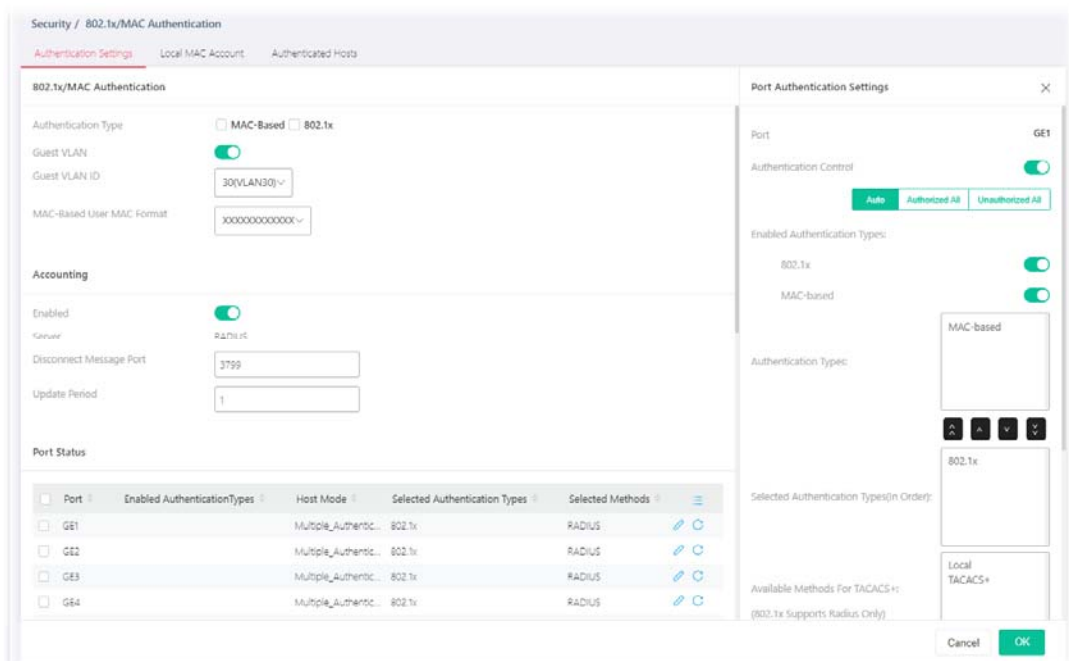 Security / 802.1x/MAC Authentication
Authentication Settings Local MAC Account Authenticated Hosts
802.1x/MAC Authentication
Authentication Type MAC-Based 802.1x
Guest VLAN
Guest VLAN ID 30(VLAN30)
MAC-Based User MAC Format XXXXXXXXXXXX
Accounting
Enabled
Server RADIUS
Disconnect Message Port 3799
Update Period 1
Port Status
Port Enabled AuthenticationTypes Host Mode Selected Authentication Types Selected Methods
GE1 Multiple_Authentic... 802.1x RADIUS
GE2 Multiple_Authentic... 802.1x RADIUS
GE3 Multiple_Authentic... 802.1x RADIUS
GE4 Multiple_Authentic... 802.1x RADIUS
Port Authentication Settings
Port GE1
Authentication Control
Auto Authorized All Unauthorized All
Enabled Authentication Types:
802.1x
MAC-based
MAC-based
Authentication Types:
802.1x
Selected Authentication Types(In Order):
Local
TACACS+
Available Methods For TACACS+:
(802.1x Supports Radius Only)
Cancel OK